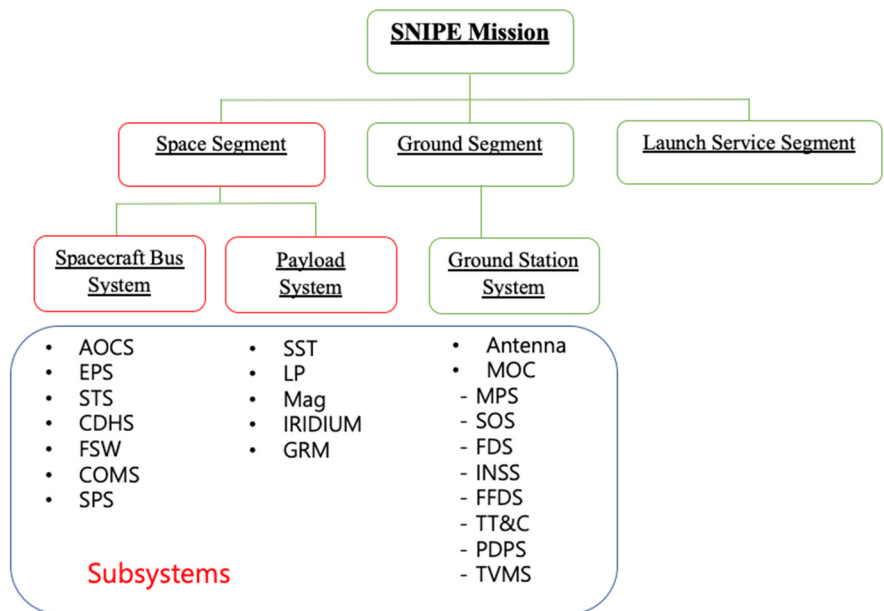 SNIPE Mission
Space Segment
Ground Segment
Launch Service Segment
Spacecraft Bus
System
Payload
System
Ground Station
System
• AOCS
• EPS
• STS
• CDHS
• FSW
• COMS
• SPS
• SST
• LP
• Mag
• IRIDIUM
• GRM
• Antenna
• MOC
- MPS
- SOS
- FDS
- INSS
- FFDS
- TT&C
- PDPS
- TVMS
Subsystems